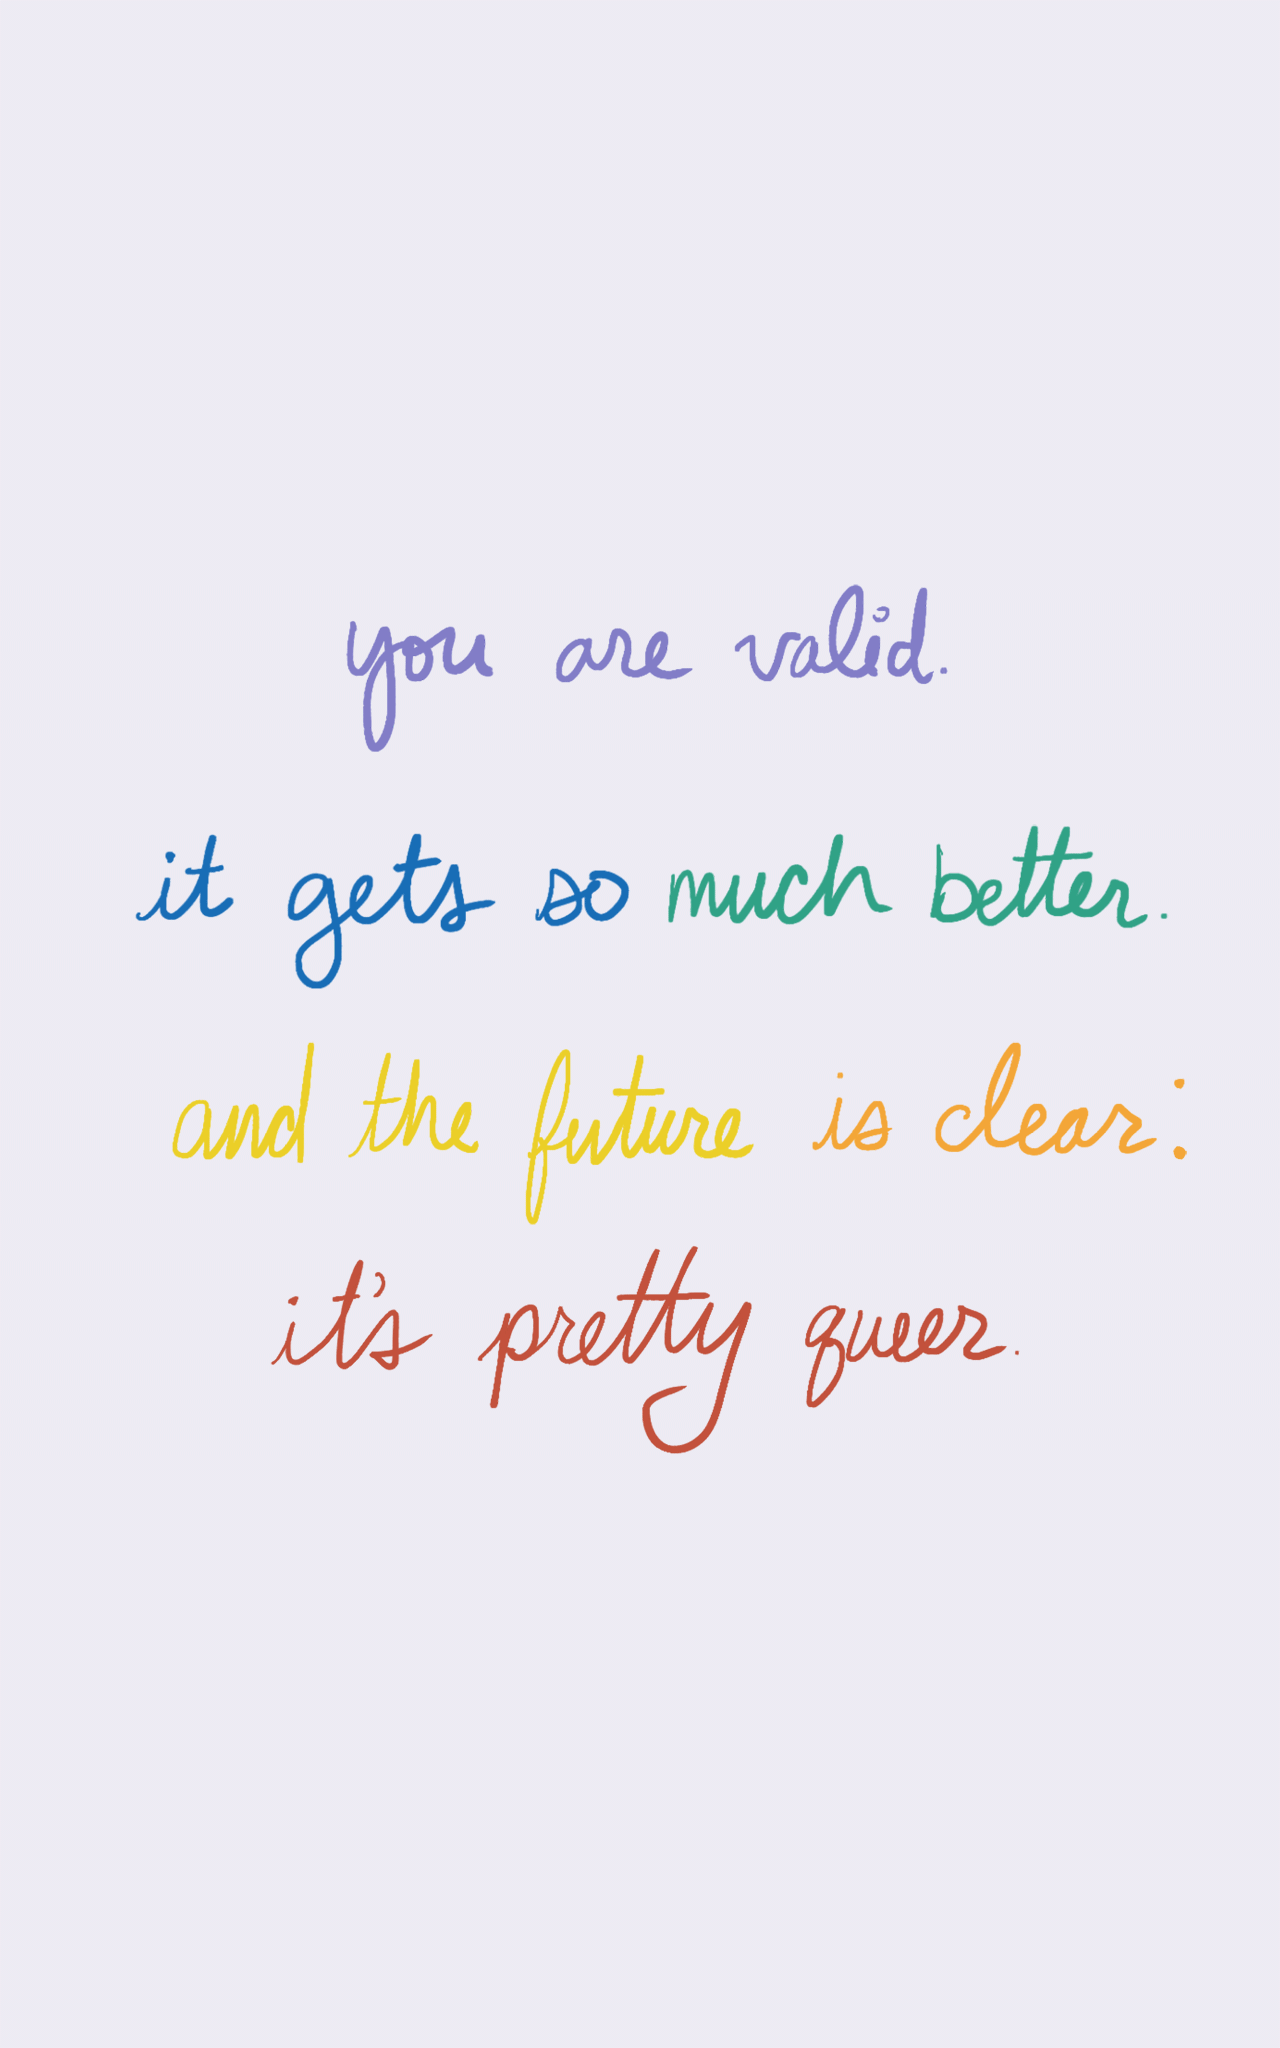 you are valid.
it gets so much better.
and the future is clear:
it's pretty queer.